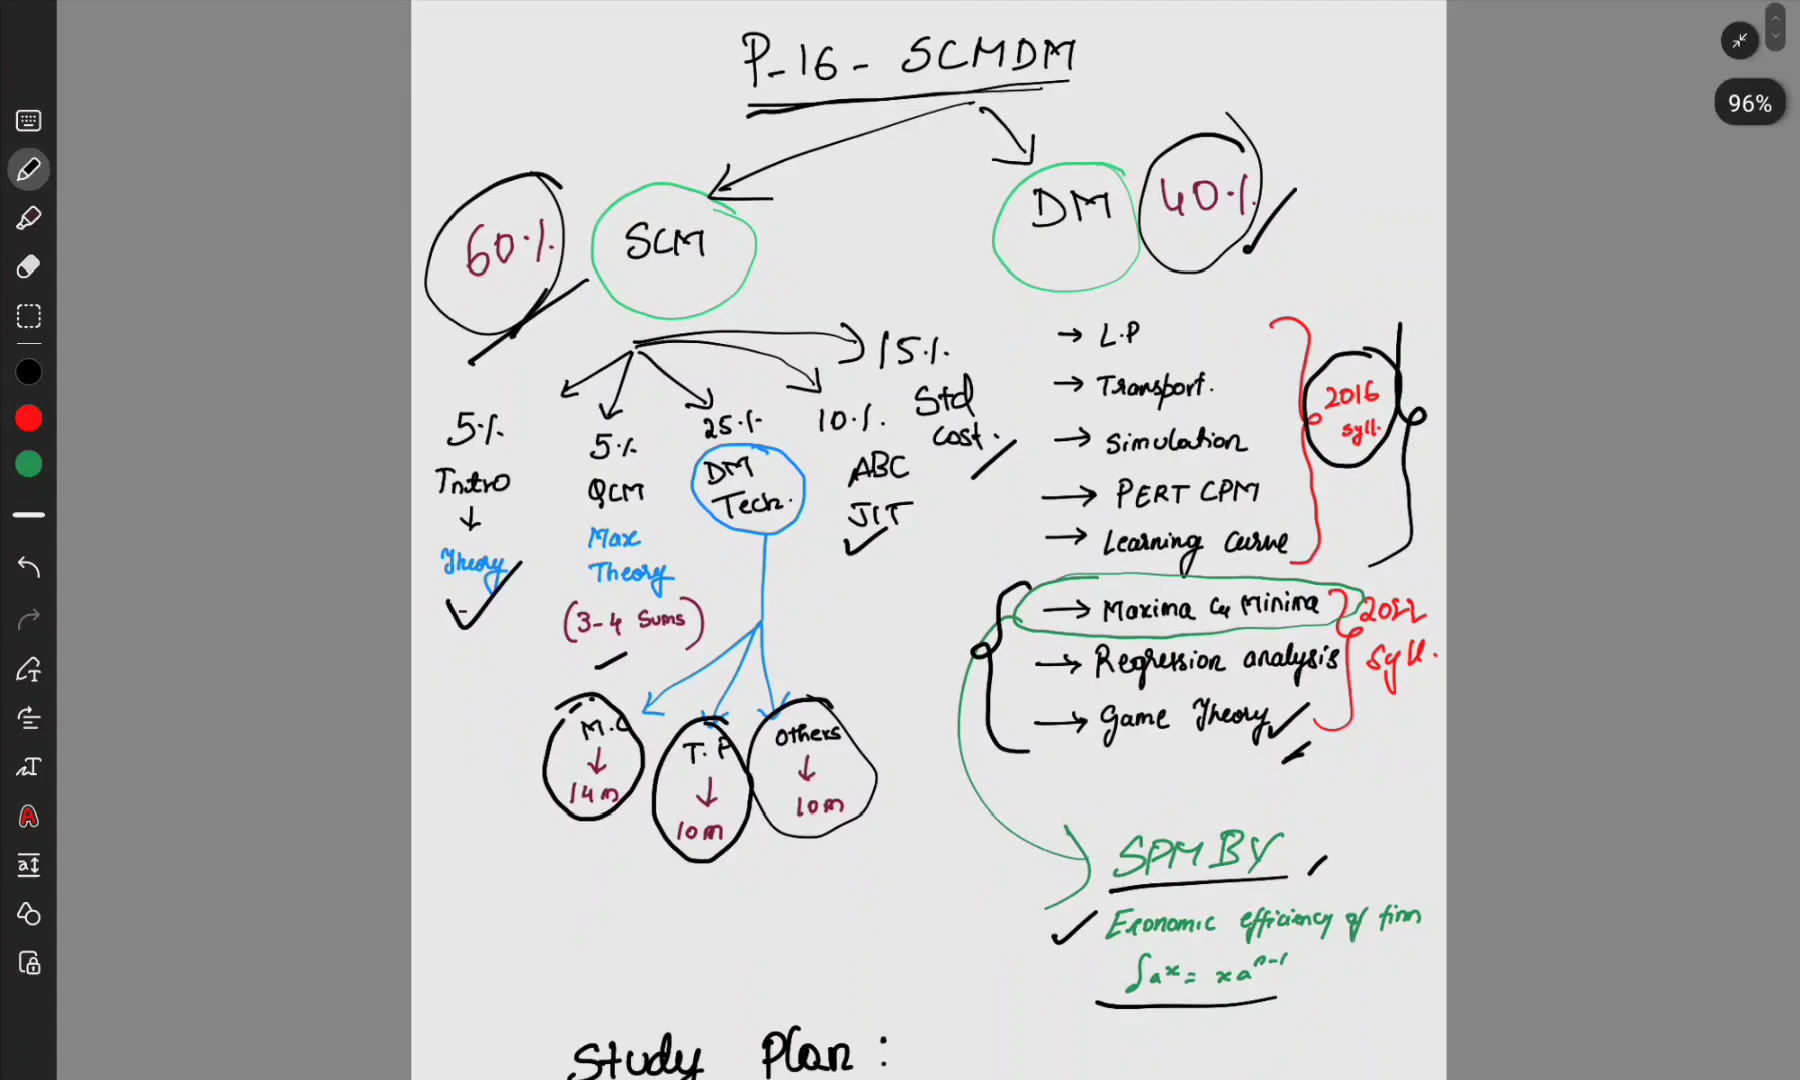 96%
P-16- SCMDM
60%
SCM
DM
40%
5%
Intro
Theory
5%
QCM
Max
Theory
(3-4 Sums)
25%
DM
Tech.
10%
ABC
JIT
15%
Std
cost.
M.C
14m
T.P
10m
Others
10m
L.P
Transport.
Simulation
PERT CPM
Learning Curve
2016
syll.
Maxima & Minima
Regression analysis
Game Theory
2022
syll.
SPM BV
Economic efficiency of firm
∫aˣ = xaⁿ⁻¹
Study Plan :